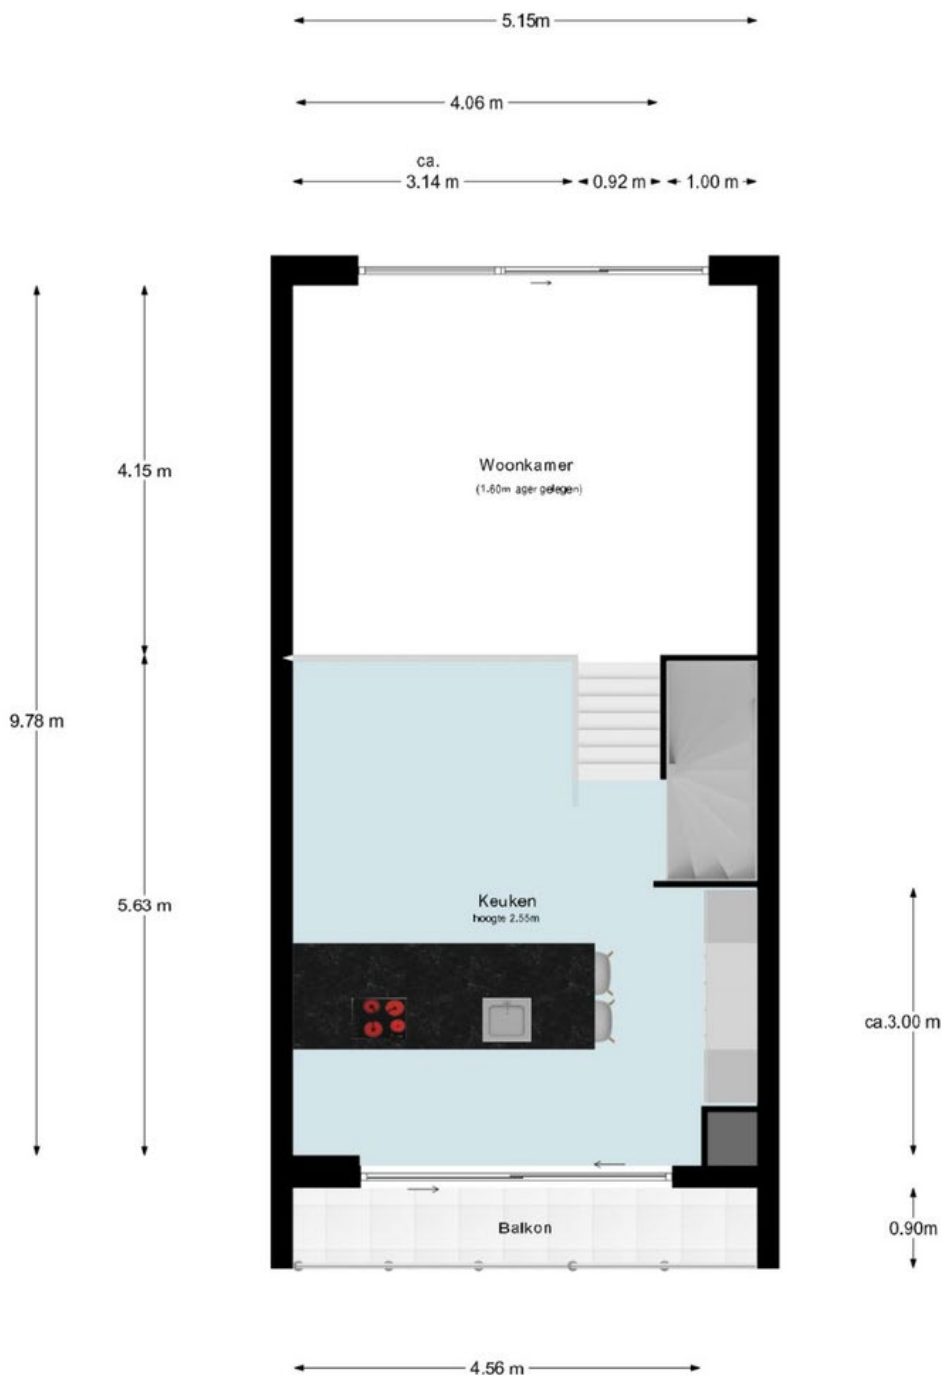 5.15m
4.06 m
ca.
3.14 m
0.92 m
1.00 m
Woonkamer
(1.60m ager gelegen)
4.15 m
9.78 m
5.63 m
Keuken
hoogte 2.55m
ca.3.00 m
Balkon
0.90m
4.56 m